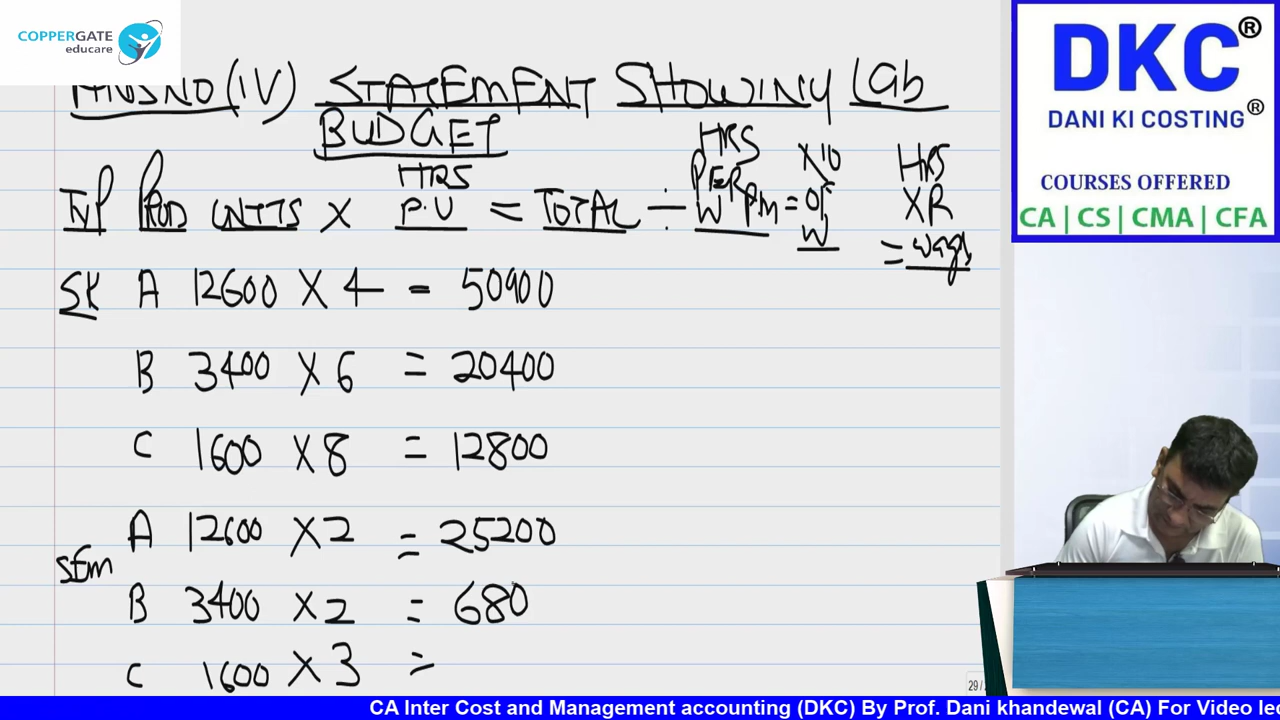 COPPERGATE
educare
(IV) STATEMENT SHOWING LAB
BUDGET
TYP PROD UNITS X HRS P.U = TOTAL ÷ HRS PER W P.M = NO OF W HRS X R = wages
SK A 12600 X 4 = 50900
B 3400 X 6 = 20400
C 1600 X 8 = 12800
SEM A 12600 X 2 = 25200
B 3400 X 2 = 680
C 1600 X 3 =
29/
DKC®
DANI KI COSTING®
COURSES OFFERED
CA | CS | CMA | CFA
CA Inter Cost and Management accounting (DKC) By Prof. Dani khandewal (CA) For Video lec